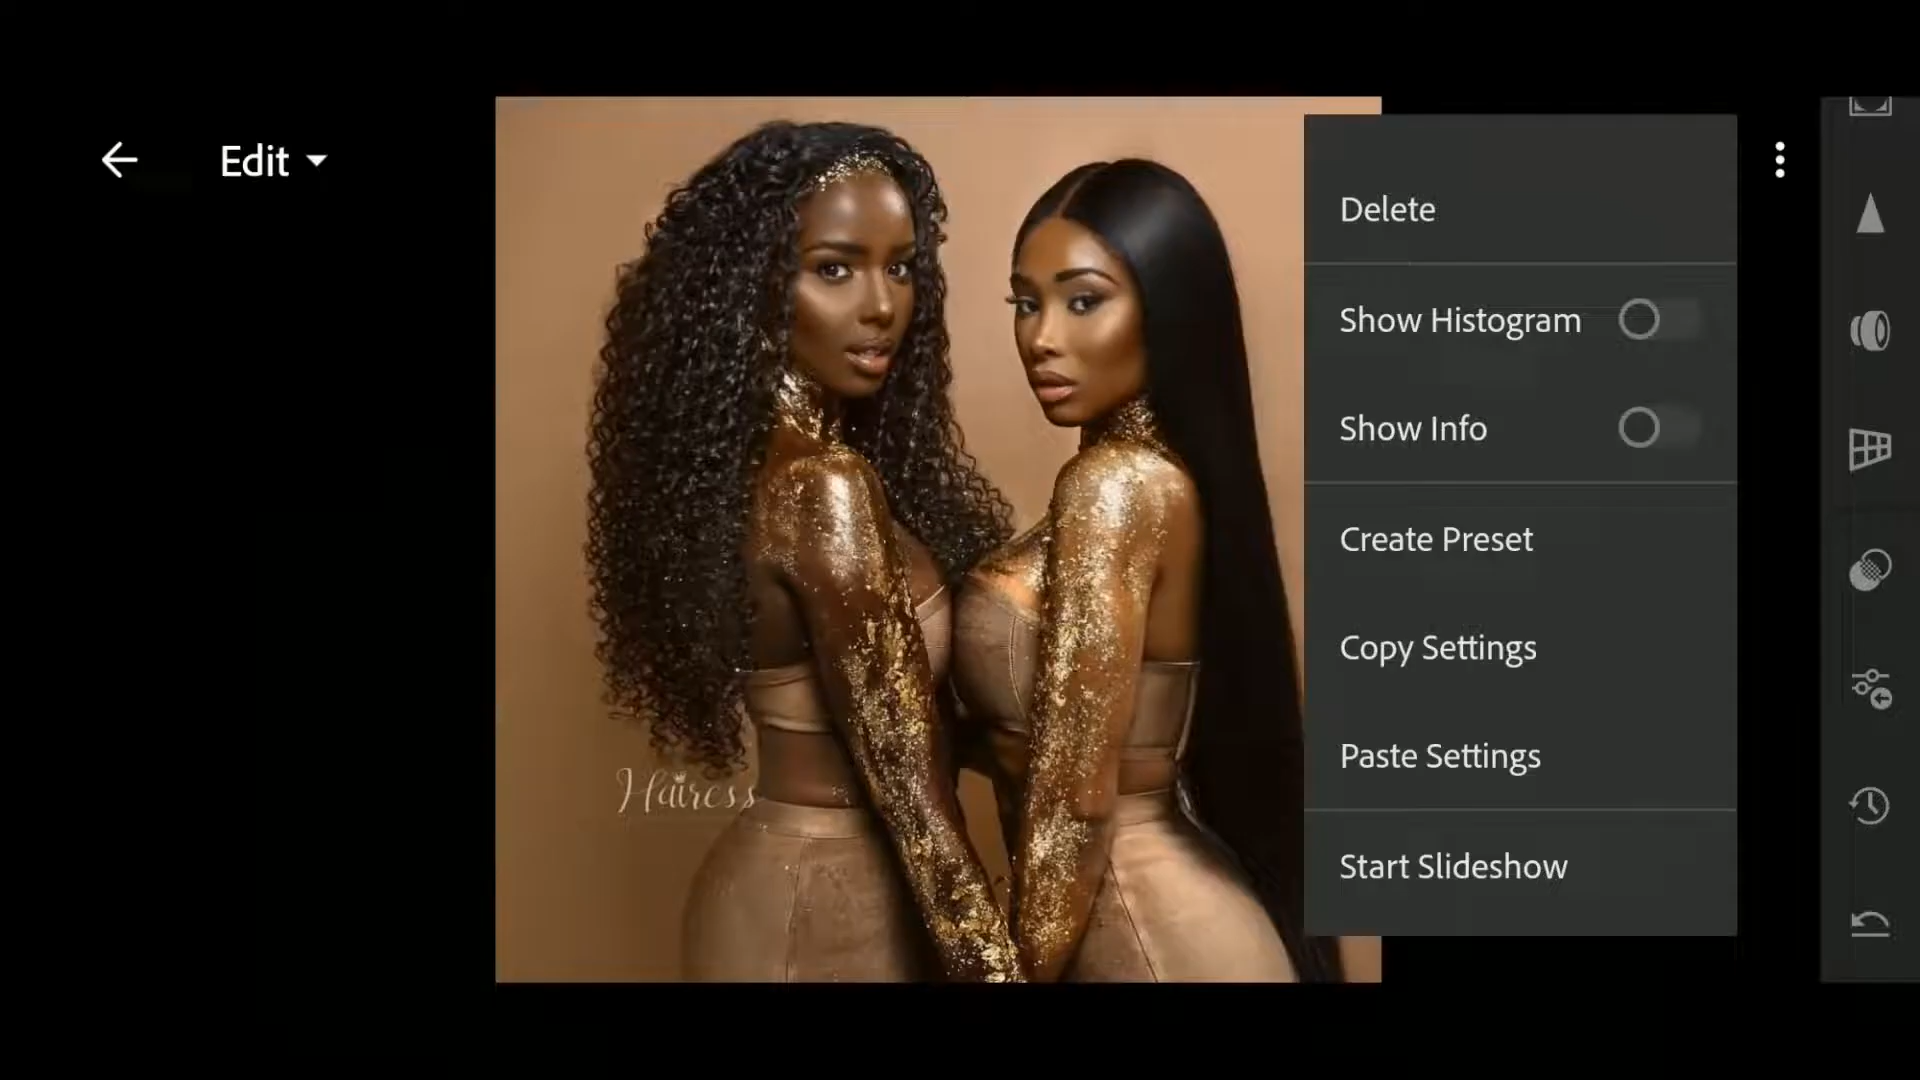 Edit
Delete
Show Histogram
Show Info
Create Preset
Copy Settings
Paste Settings
Start Slideshow
Hairess